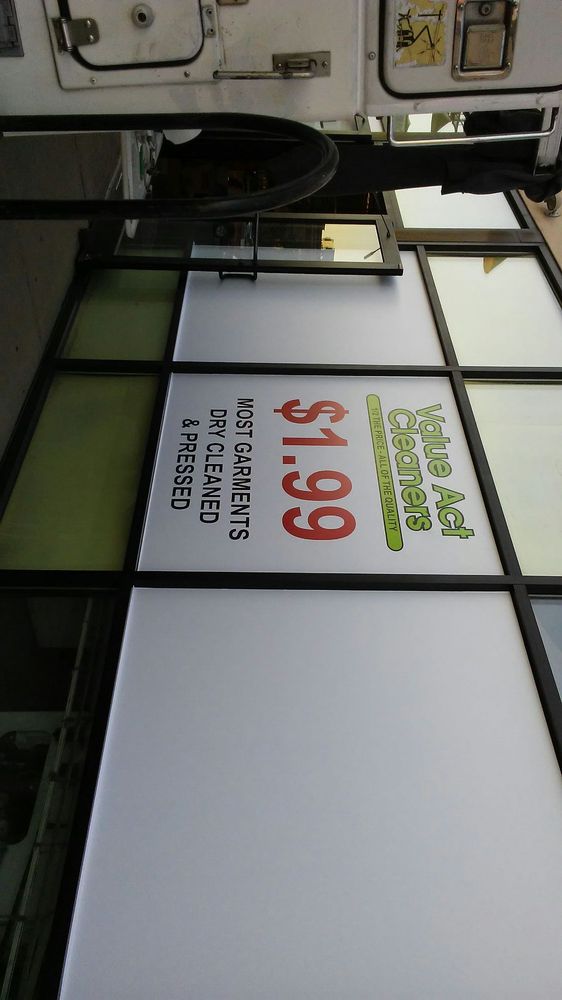 Value Act
Cleaners
1/2 THE PRICE - ALL OF THE QUALITY
$1.99
MOST GARMENTS
DRY CLEANED
& PRESSED